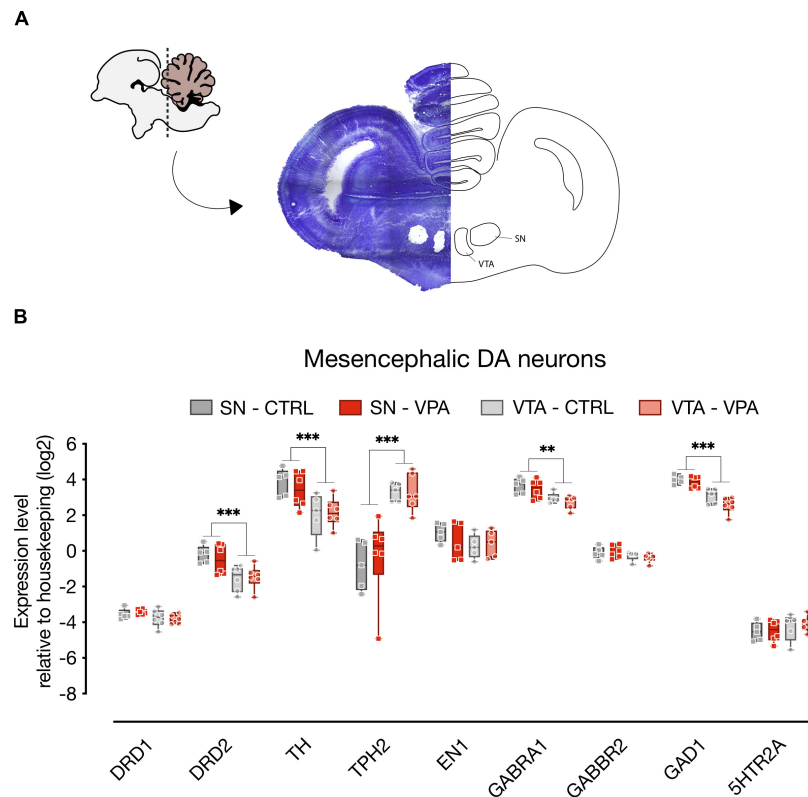 A
SN
VTA
B
Mesencephalic DA neurons
SN - CTRL SN - VPA VTA - CTRL VTA - VPA
Expression level
relative to housekeeping (log2)
6
4
2
0
-2
-4
-6
-8
***
***
***
**
***
DRD1 DRD2 TH TPH2 EN1 GABRA1 GABBR2 GAD1 5HTR2A